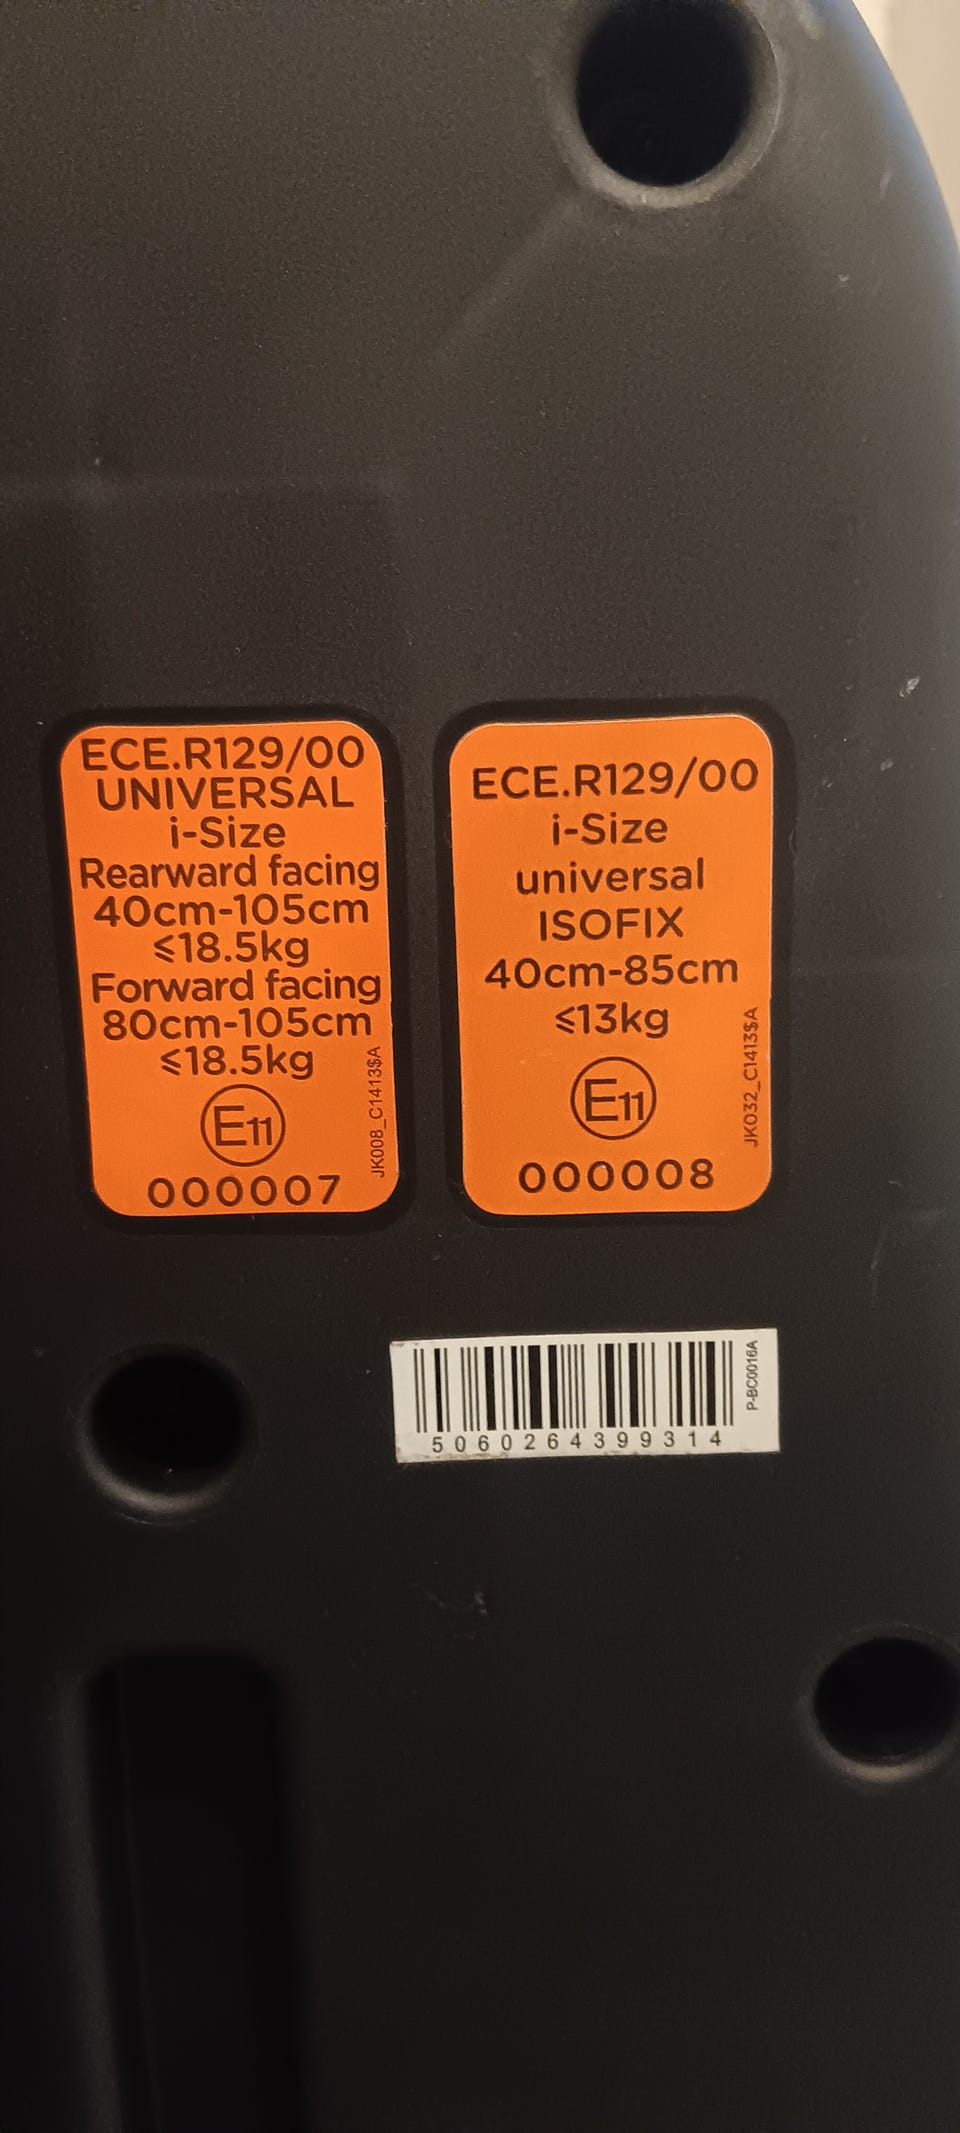 ECE.R129/00
UNIVERSAL
i-Size
Rearward facing
40cm-105cm
≤18.5kg
Forward facing
80cm-105cm
≤18.5kg
E11
000007
JK008_C1413$A
ECE.R129/00
i-Size
universal
ISOFIX
40cm-85cm
≤13kg
E11
000008
JK032_C1413$A
5060264399314
P-BC0016A